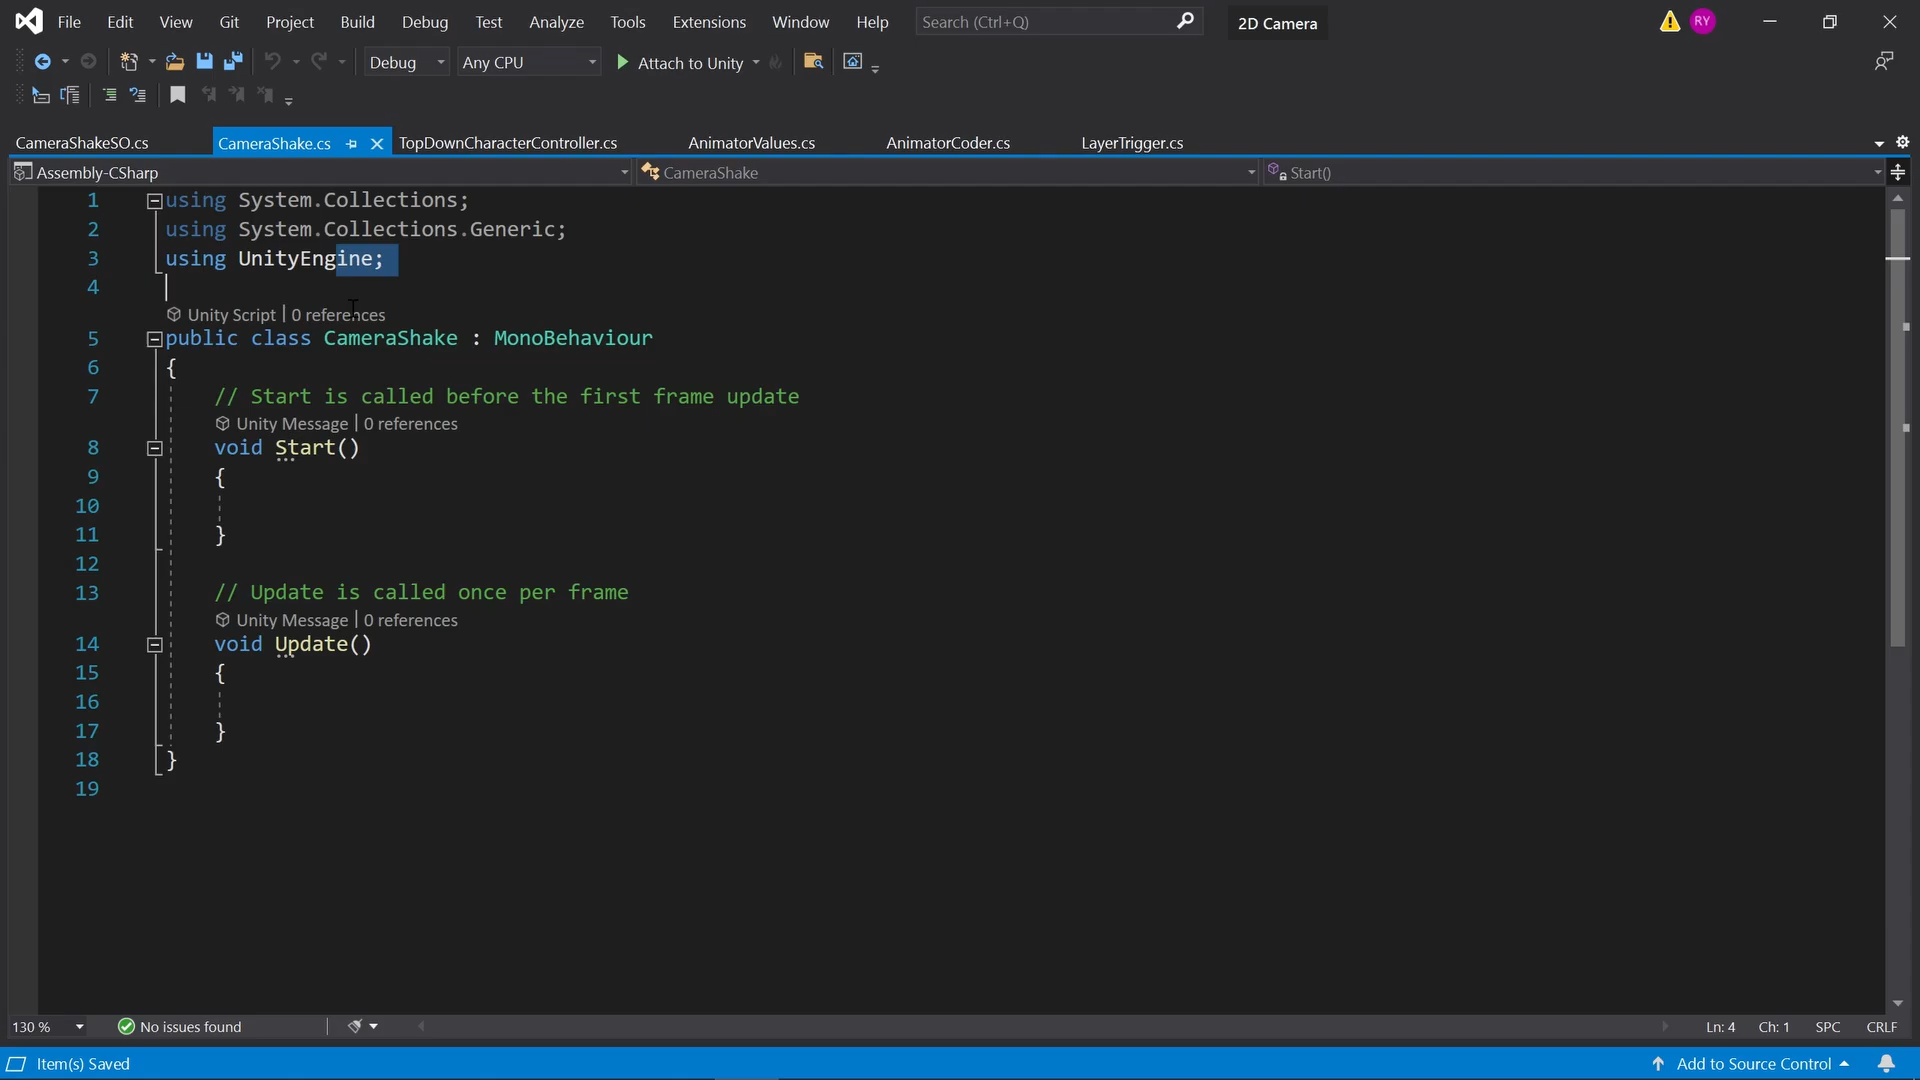 File Edit View Git Project Build Debug Test Analyze Tools Extensions Window Help Search (Ctrl+Q) 2D Camera RY
Debug Any CPU Attach to Unity
CameraShakeSO.cs CameraShake.cs TopDownCharacterController.cs AnimatorValues.cs AnimatorCoder.cs LayerTrigger.cs
Assembly-CSharp CameraShake Start()
1 using System.Collections;
2 using System.Collections.Generic;
3 using UnityEngine;
4
Unity Script | 0 references
5 public class CameraShake : MonoBehaviour
6 {
7 // Start is called before the first frame update
Unity Message | 0 references
8 void Start()
9 {
10
11 }
12
13 // Update is called once per frame
Unity Message | 0 references
14 void Update()
15 {
16
17 }
18 }
19
130 % No issues found Ln: 4 Ch: 1 SPC CRLF
Item(s) Saved Add to Source Control